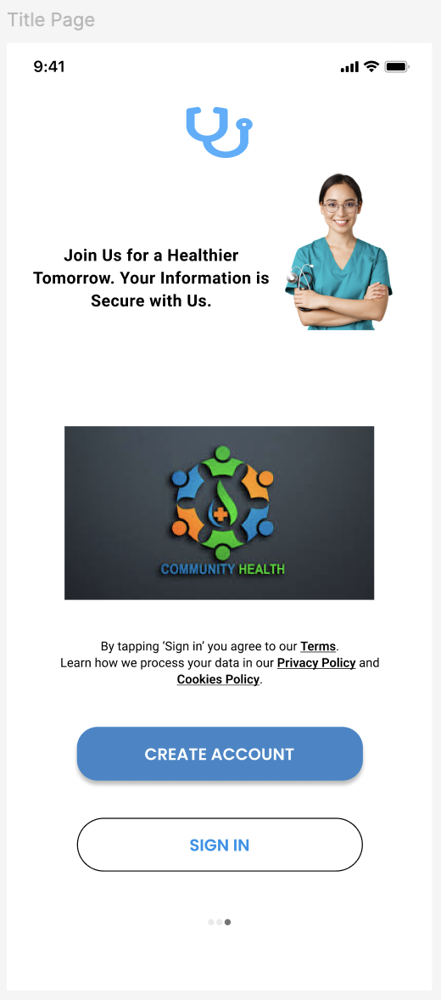 Title Page
9:41
Join Us for a Healthier
Tomorrow. Your Information is
Secure with Us.
COMMUNITY HEALTH
By tapping ‘Sign in’ you agree to our Terms.
Learn how we process your data in our Privacy Policy and
Cookies Policy.
CREATE ACCOUNT
SIGN IN